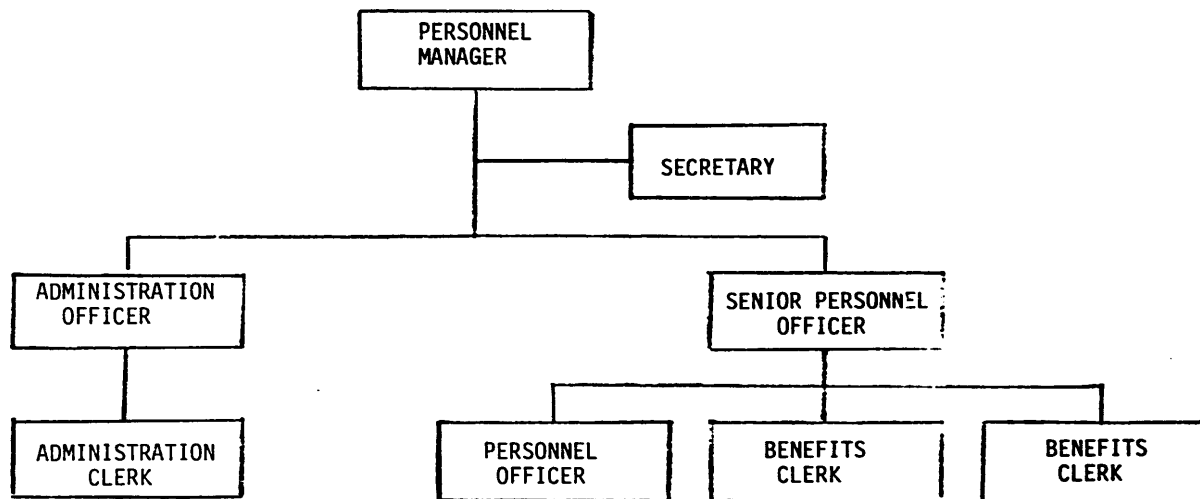 PERSONNEL
MANAGER
SECRETARY
ADMINISTRATION
OFFICER
SENIOR PERSONNEL
OFFICER
ADMINISTRATION
CLERK
PERSONNEL
OFFICER
BENEFITS
CLERK
BENEFITS
CLERK